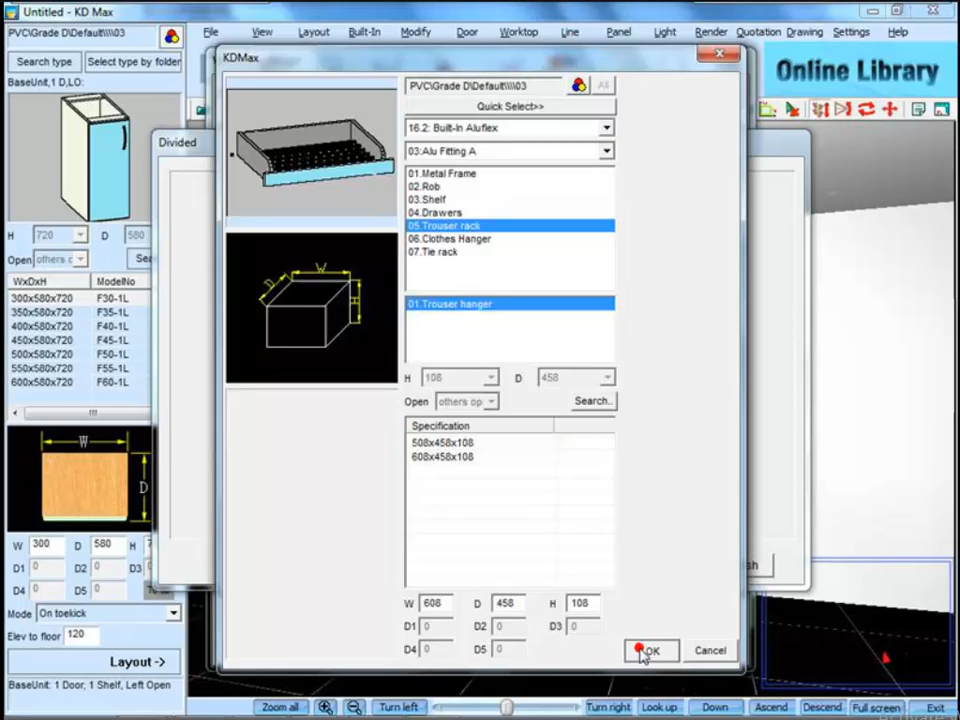 Untitled - KD Max
PVC\Grade D\Default\\\\03
File View Layout Built-In Modify Door Worktop Line Panel Light Render Quotation Drawing Settings Help
Search type Select type by folder
BaseUnit,1 D,LO:
Online Library
H 720 D 580
Open others c Sea
WxDxH ModelNo
300x580x720 F30-1L
350x580x720 F35-1L
400x580x720 F40-1L
450x580x720 F45-1L
500x580x720 F50-1L
550x580x720 F55-1L
600x580x720 F60-1L
W
D
W 300 D 580 H 7
D1 0 D2 0 D3
D4 0 D5 0
Mode On toekick
Elev to floor 120
Layout ->
BaseUnit: 1 Door, 1 Shelf, Left Open
Divided
sh
KDMax
PVC\Grade D\Default\\\\03 All
Quick Select>>
16.2: Built-In Aluflex
03:Alu Fitting A
01.Metal Frame
02.Rob
03.Shelf
04.Drawers
05.Trouser rack
06.Clothes Hanger
07.Tie rack
D W H
01.Trouser hanger
H 108 D 458
Open others op Search..
Specification
508x458x108
608x458x108
W 608 D 458 H 108
D1 0 D2 0 D3 0
D4 0 D5 0
OK Cancel
Zoom all Turn left Turn right Look up Down Ascend Descend Full screen Exit